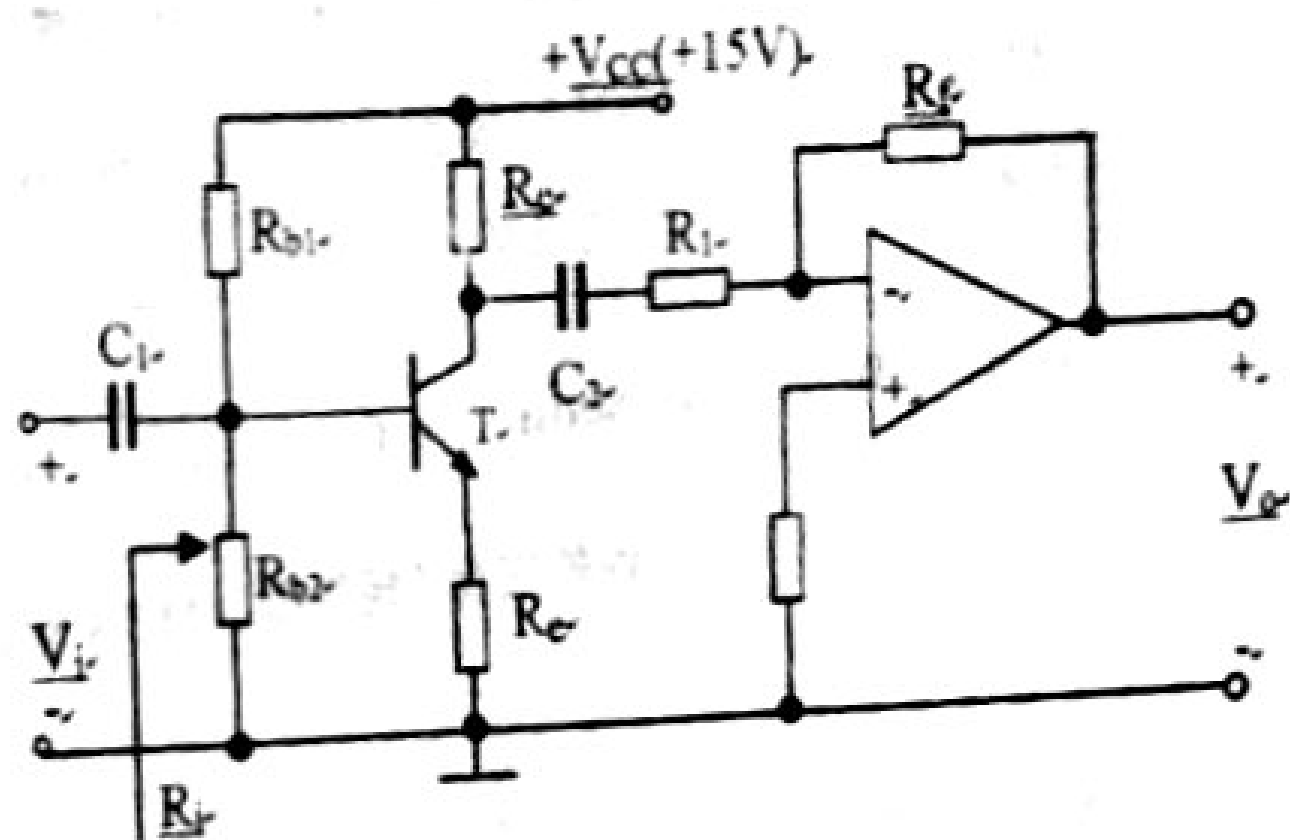 +VCC(+15V)
Rf
Rc
Rb1
R1
C1
C2
T
-
+
+
+
Vo
Rb2
Re
Vi
-
-
Ri